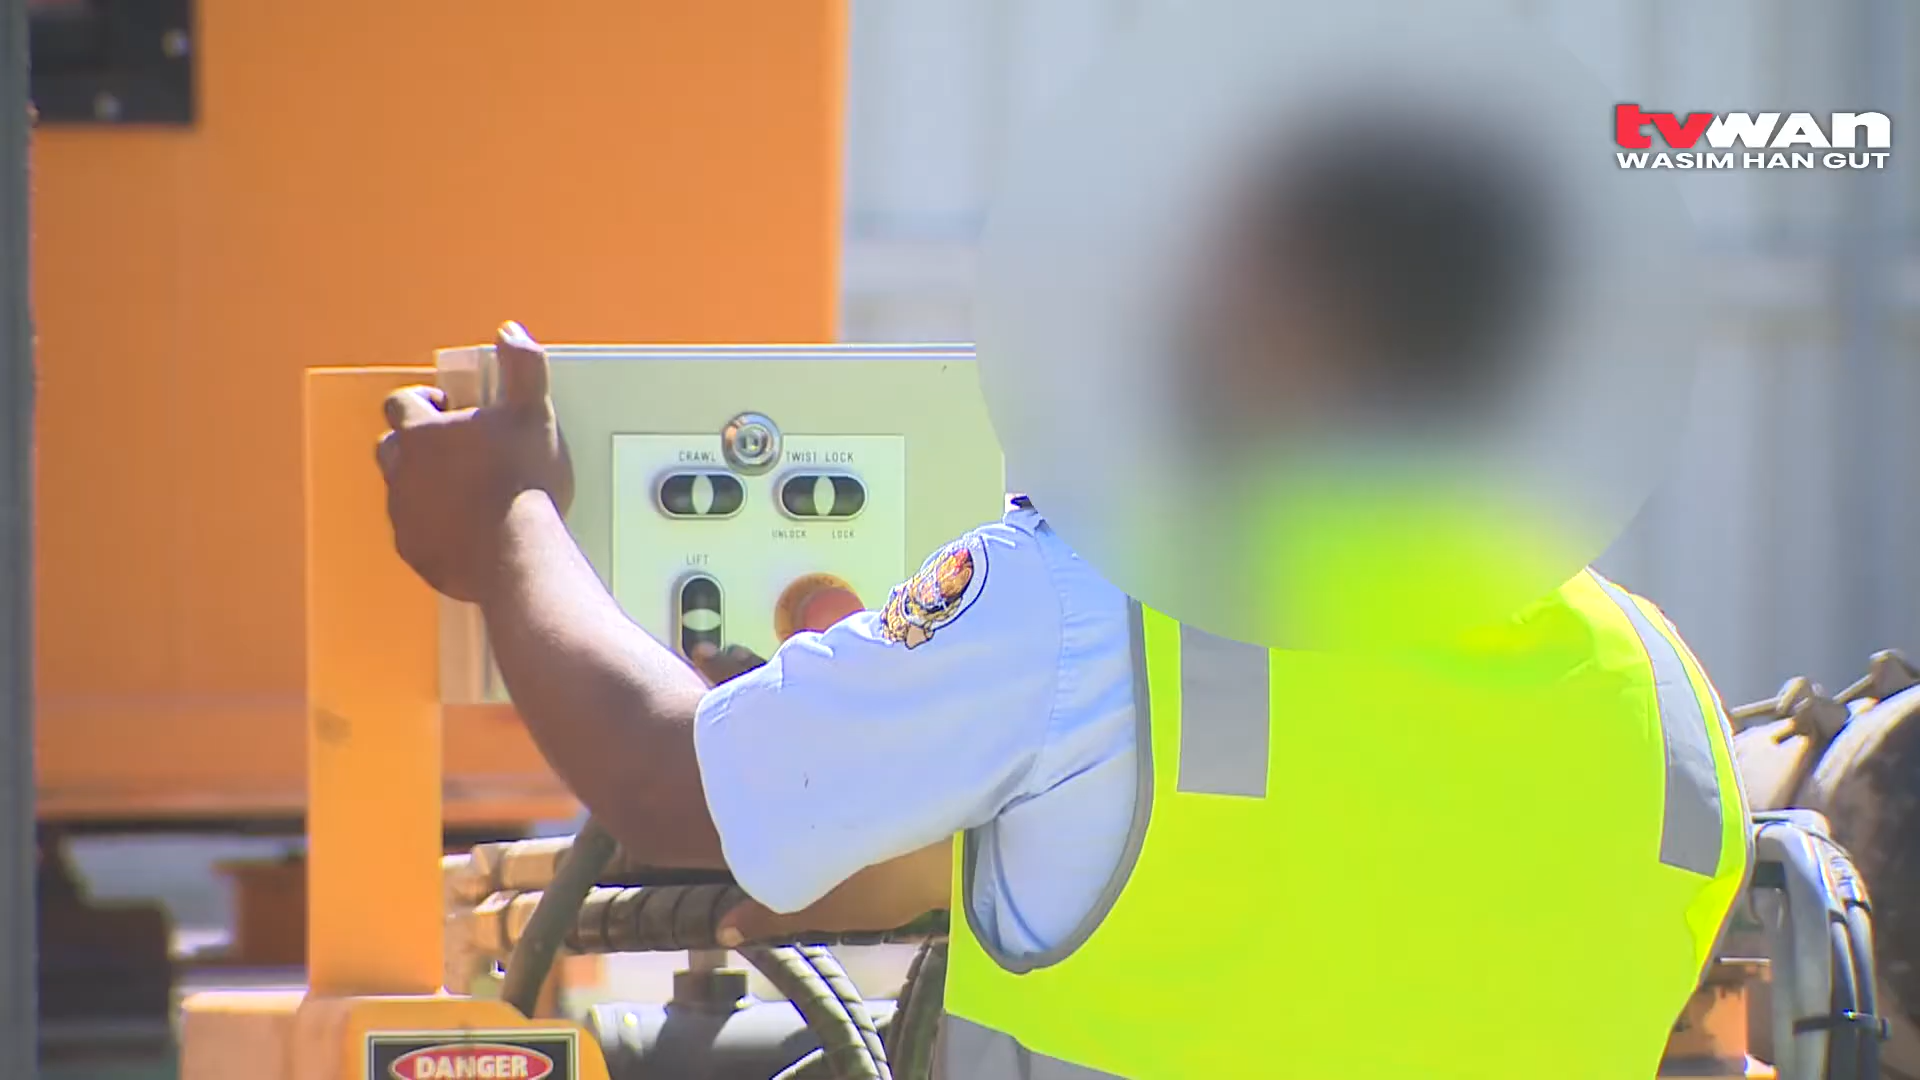 tvwan
WASIM HAN GUT
CRAWL
TWIST LOCK
UNLOCK LOCK
LIFT
DANGER